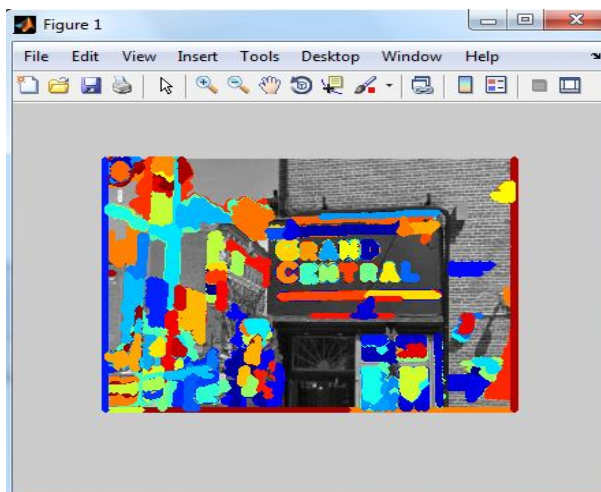 Figure 1
File Edit View Insert Tools Desktop Window Help
GRAND
CENTRAL